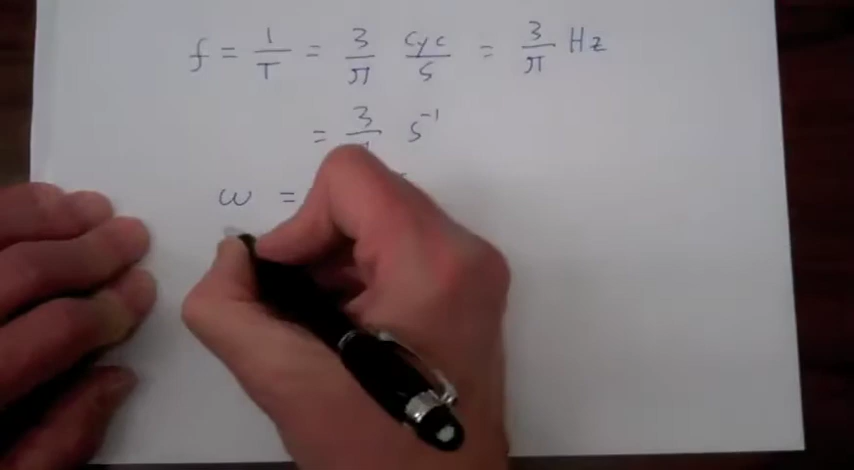 f = 1/T = 3/π cyc/s = 3/π Hz
= 3/ s⁻¹
ω =